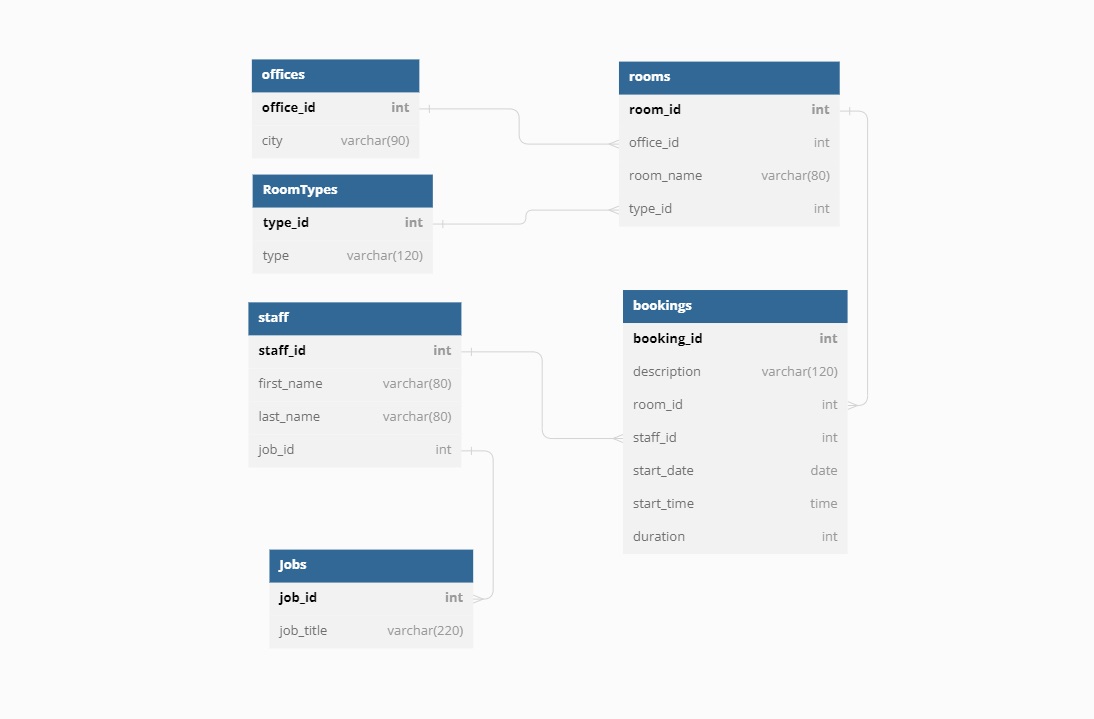 offices
office_id int
city varchar(90)
RoomTypes
type_id int
type varchar(120)
staff
staff_id int
first_name varchar(80)
last_name varchar(80)
job_id int
Jobs
job_id int
job_title varchar(220)
rooms
room_id int
office_id int
room_name varchar(80)
type_id int
bookings
booking_id int
description varchar(120)
room_id int
staff_id int
start_date date
start_time time
duration int